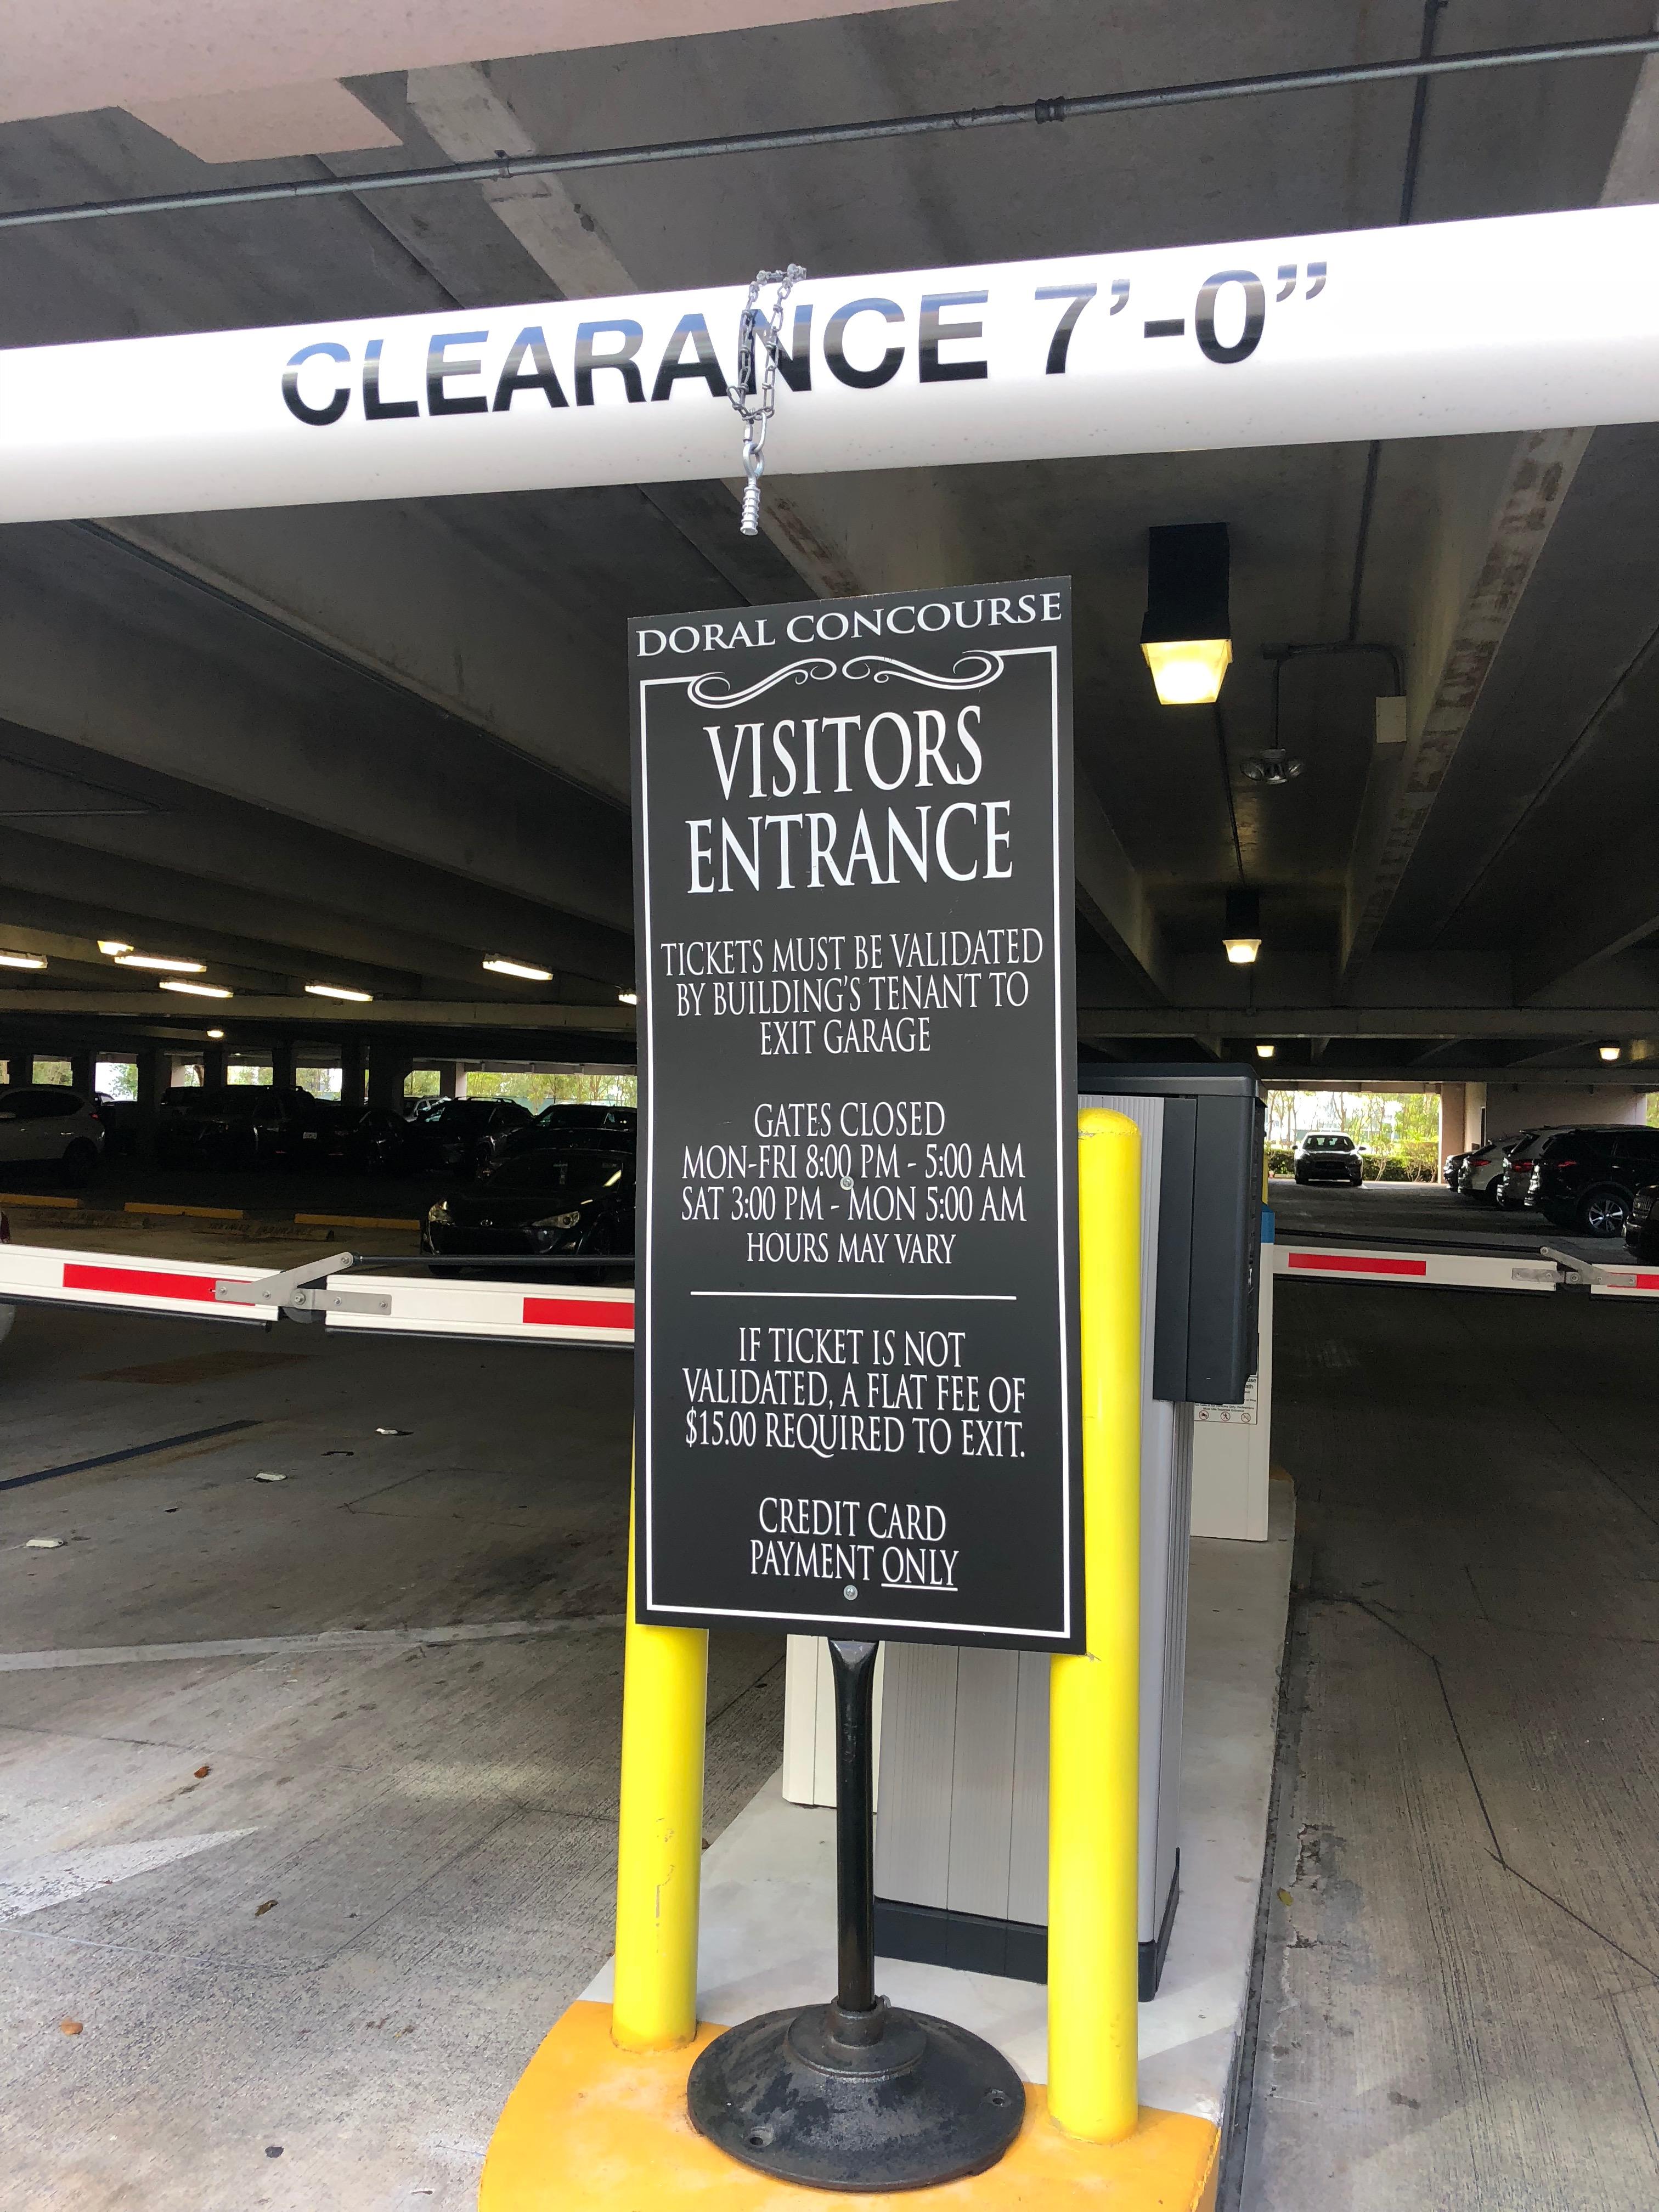 CLEARANCE 7'-0”
DORAL CONCOURSE
VISITORS
ENTRANCE
TICKETS MUST BE VALIDATED
BY BUILDING'S TENANT TO
EXIT GARAGE
GATES CLOSED
MON-FRI 8:00 PM - 5:00 AM
SAT 3:00 PM - MON 5:00 AM
HOURS MAY VARY
IF TICKET IS NOT
VALIDATED, A FLAT FEE OF
$15.00 REQUIRED TO EXIT.
CREDIT CARD
PAYMENT ONLY